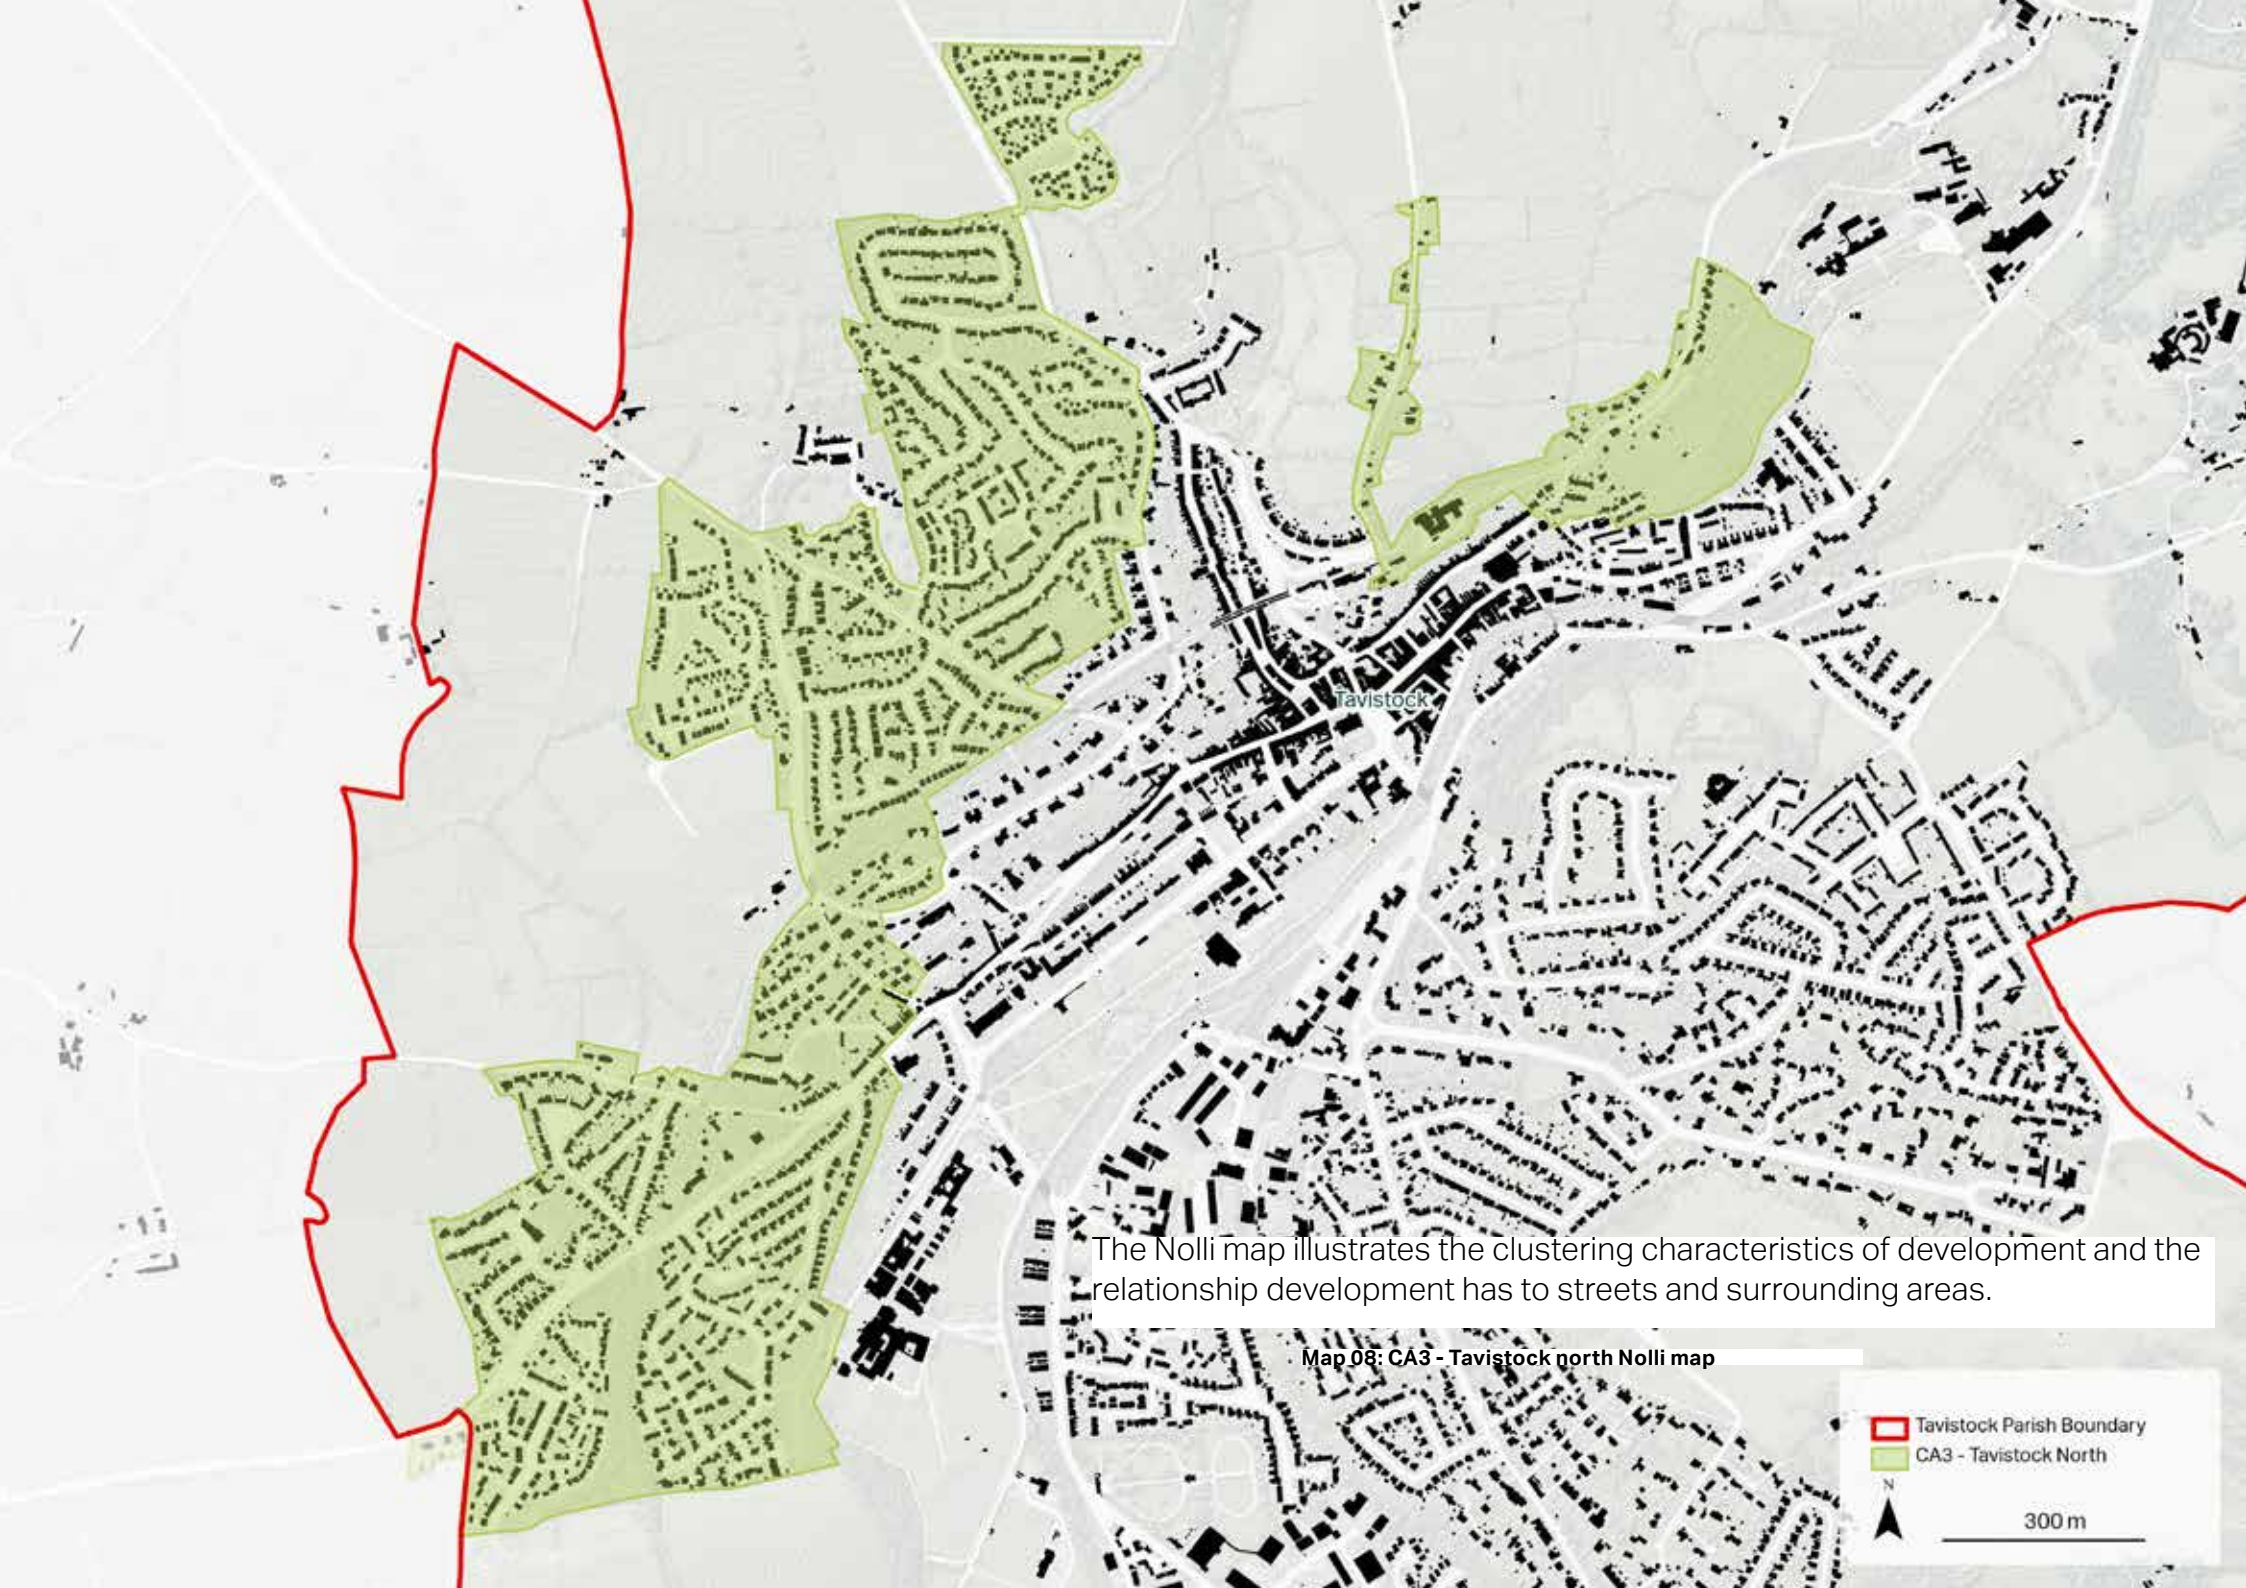 Tavistock
The Nolli map illustrates the clustering characteristics of development and the
relationship development has to streets and surrounding areas.
Map 08: CA3 - Tavistock north Nolli map
Tavistock Parish Boundary
CA3 - Tavistock North
N
300 m